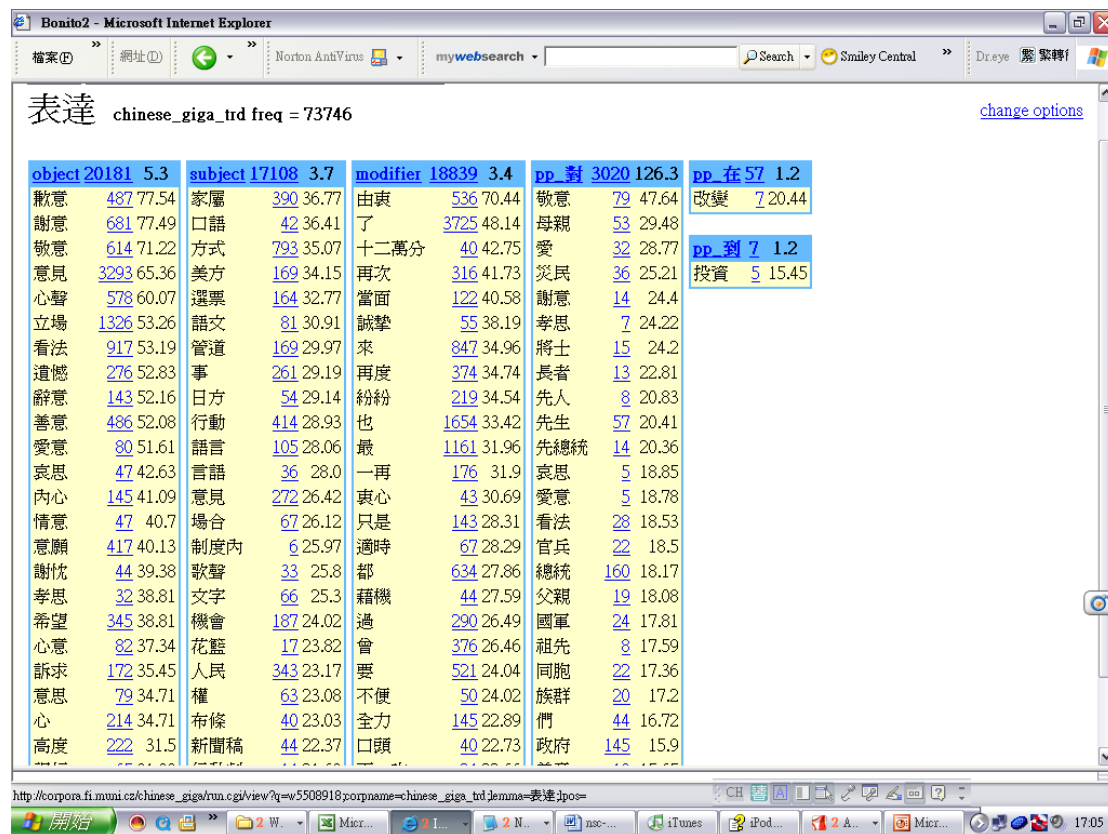 Bonito2 - Microsoft Internet Explorer
檔案(F) » 網址(D) » Norton AntiVirus mywebsearch Search Smiley Central » Dr.eye 繁 繁轉
表達 chinese_giga_trd freq = 73746 change options
object 20181 5.3 subject 17108 3.7 modifier 18839 3.4 pp_對 3020 126.3 pp_在 57 1.2
歉意 487 77.54 家屬 390 36.77 由衷 536 70.44 敬意 79 47.64 改變 7 20.44
謝意 681 77.49 口語 42 36.41 了 3725 48.14 母親 53 29.48
敬意 614 71.22 方式 793 35.07 十二萬分 40 42.75 愛 32 28.77 pp_到 7 1.2
意見 3293 65.36 美方 169 34.15 再次 316 41.73 災民 36 25.21 投資 5 15.45
心聲 578 60.07 選票 164 32.77 當面 122 40.58 謝意 14 24.4
立場 1326 53.26 語文 81 30.91 誠摯 55 38.19 孝思 7 24.22
看法 917 53.19 管道 169 29.97 來 847 34.96 將士 15 24.2
遺憾 276 52.83 事 261 29.19 再度 374 34.74 長者 13 22.81
辭意 143 52.16 日方 54 29.14 紛紛 219 34.54 先人 8 20.83
善意 486 52.08 行動 414 28.93 也 1654 33.42 先生 57 20.41
愛意 80 51.61 語言 105 28.06 最 1161 31.96 先總統 14 20.36
哀思 47 42.63 言語 36 28.0 一再 176 31.9 哀思 5 18.85
內心 145 41.09 意見 272 26.42 衷心 43 30.69 愛意 5 18.78
情意 47 40.7 場合 67 26.12 只是 143 28.31 看法 28 18.53
意願 417 40.13 制度內 6 25.97 適時 67 28.29 官兵 22 18.5
謝忱 44 39.38 歌聲 33 25.8 都 634 27.86 總統 160 18.17
孝思 32 38.81 文字 66 25.3 藉機 44 27.59 父親 19 18.08
希望 345 38.81 機會 187 24.02 過 290 26.49 國軍 24 17.81
心意 82 37.34 花籃 17 23.82 曾 376 26.46 祖先 8 17.59
訴求 172 35.45 人民 343 23.17 要 521 24.04 同胞 22 17.36
意思 79 34.71 權 63 23.08 不便 50 24.02 族群 20 17.2
心 214 34.71 布條 40 23.03 全力 145 22.89 們 44 16.72
高度 222 31.5 新聞稿 44 22.37 口頭 40 22.73 政府 145 15.9
http://corpora.fi.muni.cz/chinese_giga/run.cgi/view?q=w5508918;corpname=chinese_giga_trd;lemma=表達;lpos= CH
開始 » 2 W. 2 I... 2 N.. nsc-... iTunes iPod... 2 A.. Micr... 17:05